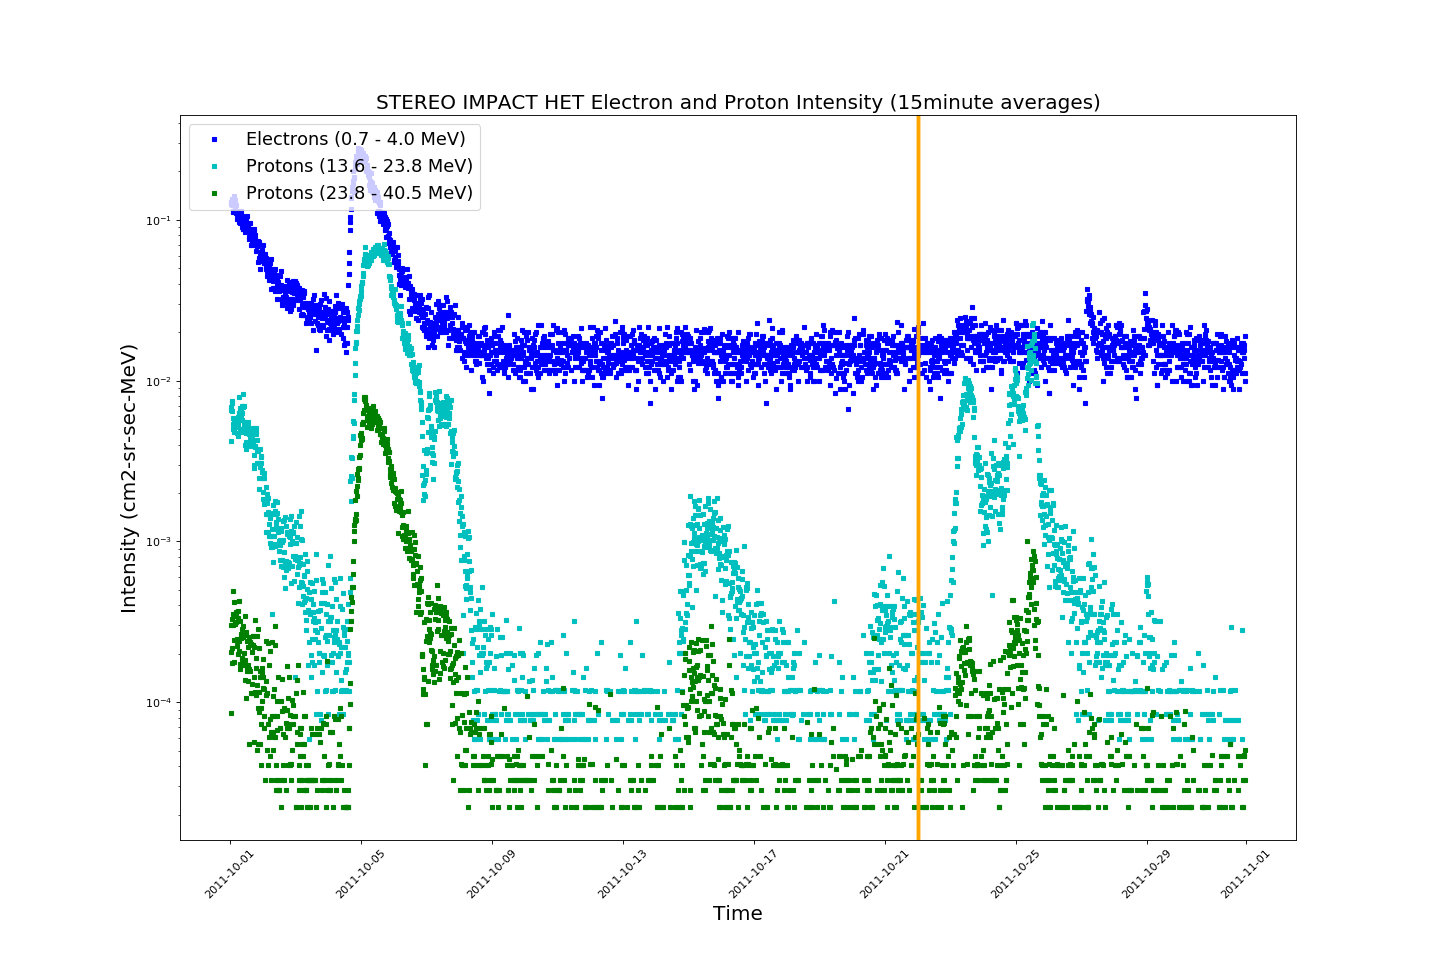 STEREO IMPACT HET Electron and Proton Intensity (15minute averages)
Electrons (0.7 - 4.0 MeV)
Protons (13.6 - 23.8 MeV)
Protons (23.8 - 40.5 MeV)
Intensity (cm2-sr-sec-MeV)
10⁻¹
10⁻²
10⁻³
10⁻⁴
2011-10-01
2011-10-05
2011-10-09
2011-10-13
2011-10-17
2011-10-21
2011-10-25
2011-10-29
2011-11-01
Time